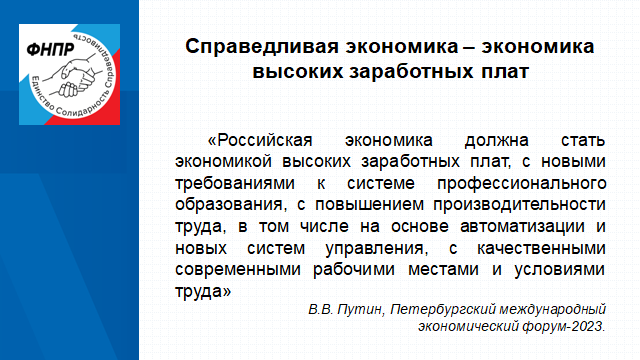 ФНПР
Единство Солидарность Справедливость
Справедливая экономика – экономика
высоких заработных плат
«Российская экономика должна стать
экономикой высоких заработных плат, с новыми
требованиями к системе профессионального
образования, с повышением производительности
труда, в том числе на основе автоматизации и
новых систем управления, с качественными
современными рабочими местами и условиями
труда»
В.В. Путин, Петербургский международный
экономический форум-2023.